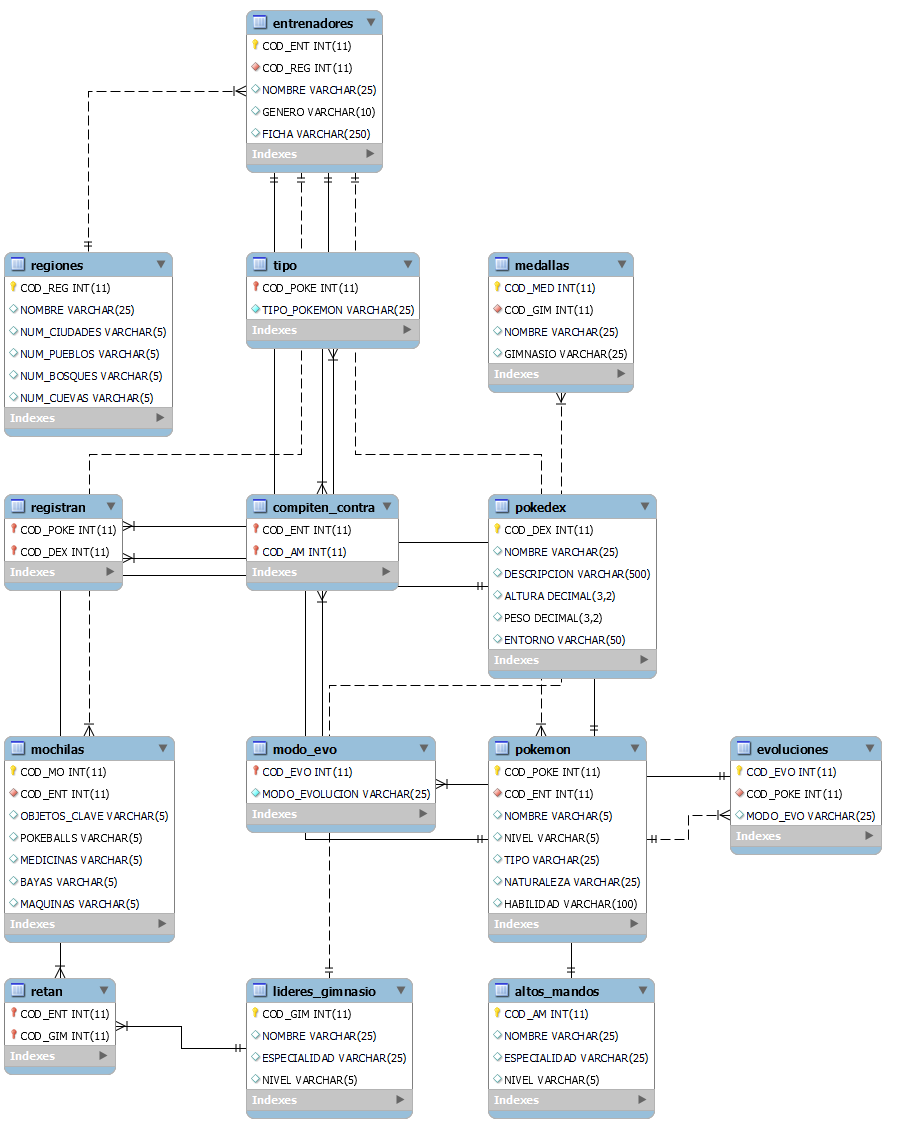 entrenadores
COD_ENT INT(11)
COD_REG INT(11)
NOMBRE VARCHAR(25)
GENERO VARCHAR(10)
FICHA VARCHAR(250)
Indexes
regiones
COD_REG INT(11)
NOMBRE VARCHAR(25)
NUM_CIUDADES VARCHAR(5)
NUM_PUEBLOS VARCHAR(5)
NUM_BOSQUES VARCHAR(5)
NUM_CUEVAS VARCHAR(5)
Indexes
tipo
COD_POKE INT(11)
TIPO_POKEMON VARCHAR(25)
Indexes
medallas
COD_MED INT(11)
COD_GIM INT(11)
NOMBRE VARCHAR(25)
GIMNASIO VARCHAR(25)
Indexes
registran
COD_POKE INT(11)
COD_DEX INT(11)
Indexes
compiten_contra
COD_ENT INT(11)
COD_AM INT(11)
Indexes
pokedex
COD_DEX INT(11)
NOMBRE VARCHAR(25)
DESCRIPCION VARCHAR(500)
ALTURA DECIMAL(3,2)
PESO DECIMAL(3,2)
ENTORNO VARCHAR(50)
Indexes
mochilas
COD_MO INT(11)
COD_ENT INT(11)
OBJETOS_CLAVE VARCHAR(5)
POKEBALLS VARCHAR(5)
MEDICINAS VARCHAR(5)
BAYAS VARCHAR(5)
MAQUINAS VARCHAR(5)
Indexes
modo_evo
COD_EVO INT(11)
MODO_EVOLUCION VARCHAR(25)
Indexes
pokemon
COD_POKE INT(11)
COD_ENT INT(11)
NOMBRE VARCHAR(5)
NIVEL VARCHAR(5)
TIPO VARCHAR(25)
NATURALEZA VARCHAR(25)
HABILIDAD VARCHAR(100)
Indexes
evoluciones
COD_EVO INT(11)
COD_POKE INT(11)
MODO_EVO VARCHAR(25)
Indexes
retan
COD_ENT INT(11)
COD_GIM INT(11)
Indexes
lideres_gimnasio
COD_GIM INT(11)
NOMBRE VARCHAR(25)
ESPECIALIDAD VARCHAR(25)
NIVEL VARCHAR(5)
Indexes
altos_mandos
COD_AM INT(11)
NOMBRE VARCHAR(25)
ESPECIALIDAD VARCHAR(25)
NIVEL VARCHAR(5)
Indexes